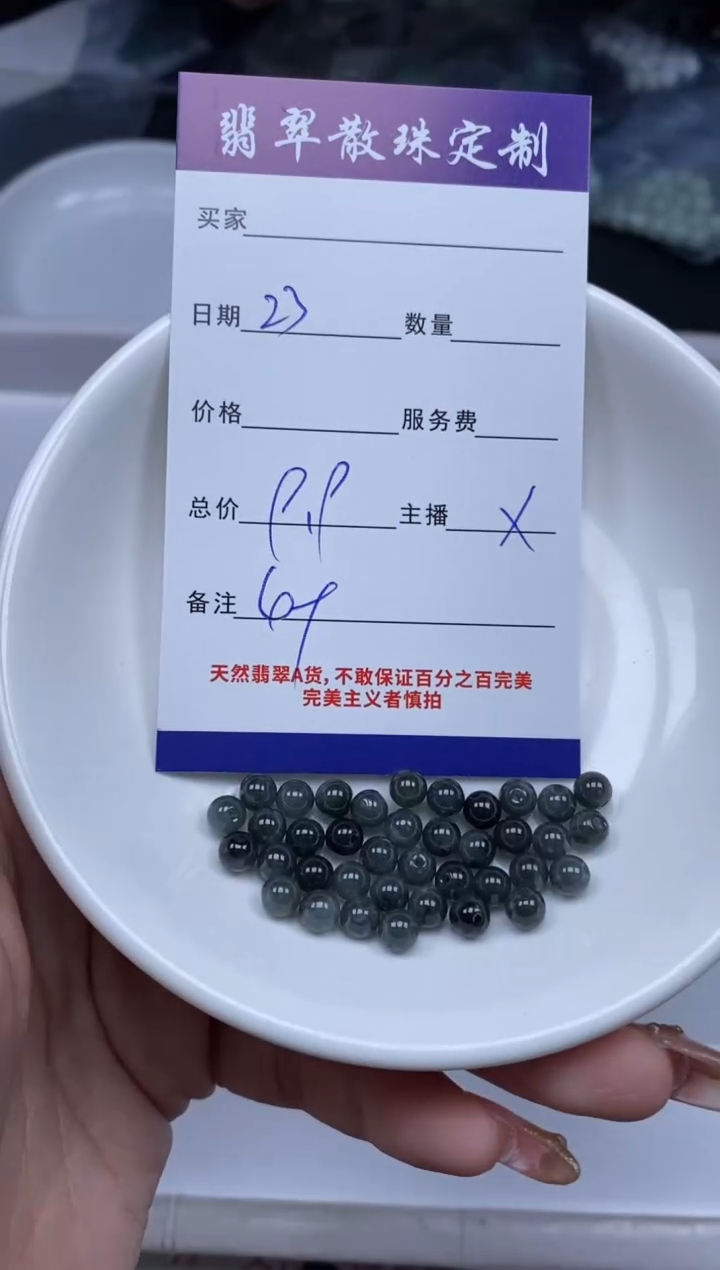 翡翠散珠定制
买家
日期 23 数量
价格 服务费
总价 主播 X
备注
天然翡翠A货,不敢保证百分之百完美
完美主义者慎拍